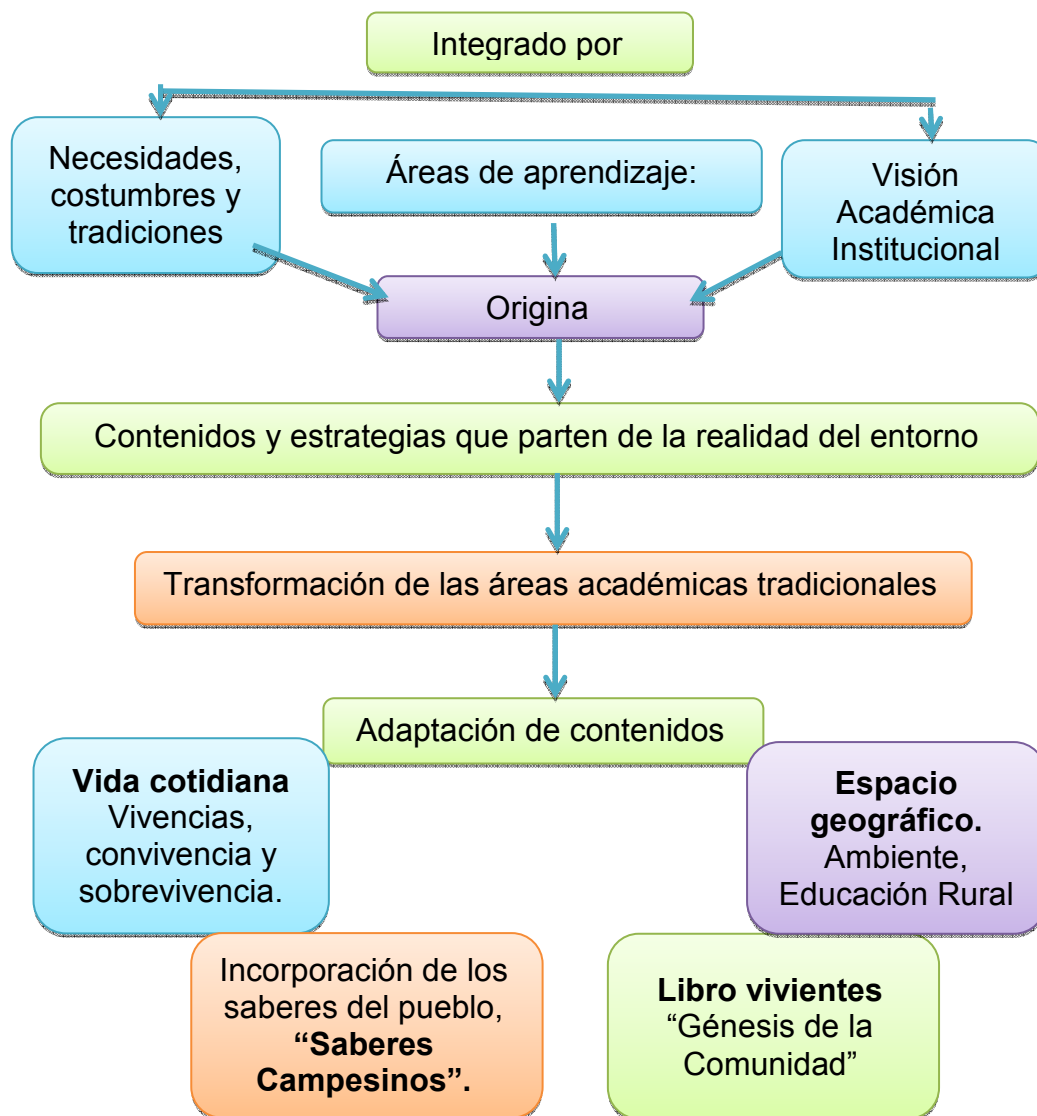 Integrado por
Necesidades,
costumbres y
tradiciones
Áreas de aprendizaje:
Visión
Académica
Institucional
Origina
Contenidos y estrategias que parten de la realidad del entorno
Transformación de las áreas académicas tradicionales
Adaptación de contenidos
Vida cotidiana
Vivencias,
convivencia y
sobrevivencia.
Espacio
geográfico.
Ambiente,
Educación Rural
Incorporación de los
saberes del pueblo,
“Saberes
Campesinos”.
Libro vivientes
“Génesis de la
Comunidad”